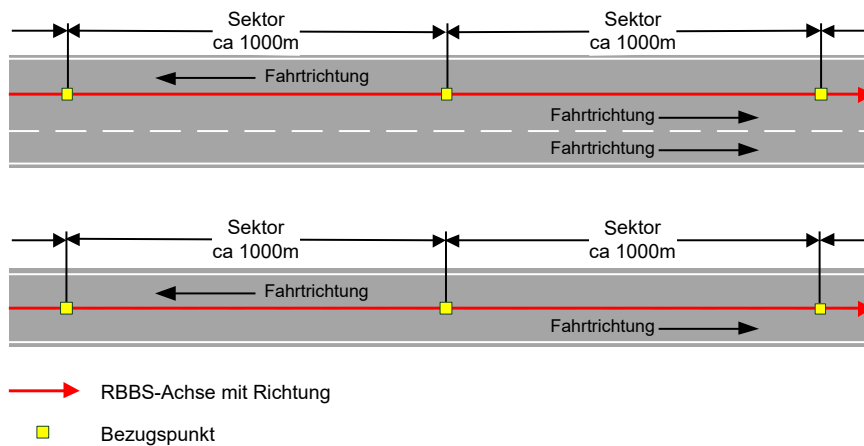 Sektor
ca 1000m
Sektor
ca 1000m
Fahrtrichtung
Fahrtrichtung
Fahrtrichtung
Sektor
ca 1000m
Sektor
ca 1000m
Fahrtrichtung
Fahrtrichtung
RBBS-Achse mit Richtung
Bezugspunkt